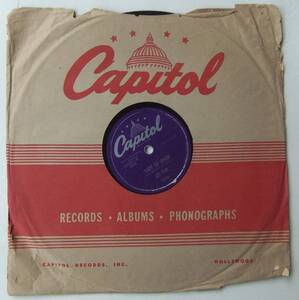 Capitol
Capitol
RECORDS • ALBUMS • PHONOGRAPHS
CAPITOL RECORDS, INC. HOLLYWOOD